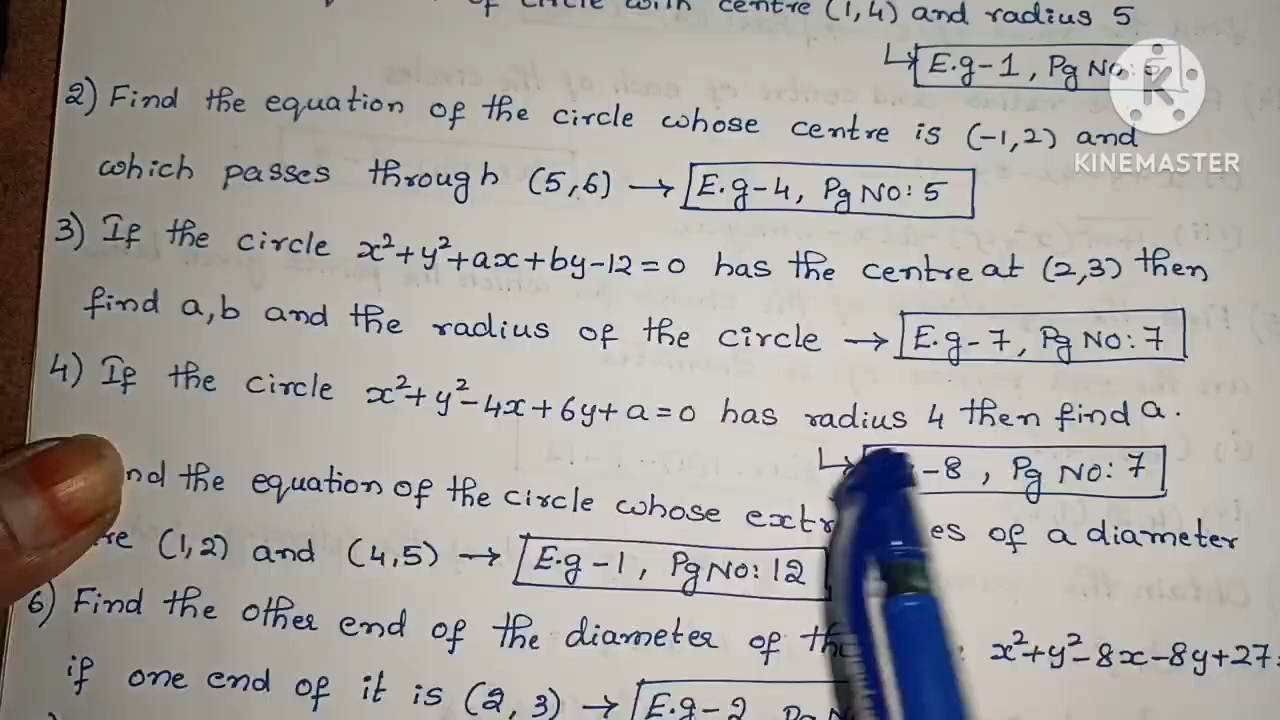 of circle with centre (1,4) and radius 5
↳ E.g-1, Pg No:
KINEMASTER
2) Find the equation of the circle whose centre is (-1,2) and
which passes through (5,6) → E.g-4, Pg No: 5
3) If the circle x²+y²+ax+by-12=0 has the centre at (2,3) then
find a,b and the radius of the circle → E.g-7, Pg No: 7
4) If the circle x²+y²-4x+6y+a=0 has radius 4 then find a.
↳ -8, Pg No: 7
the equation of the circle whose of a diameter
(1,2) and (4,5) → E.g-1, Pg No: 12
6) Find the other end of the diameter of x²+y²-8x-8y+27
if one end of it is (2,3) → E.g-2